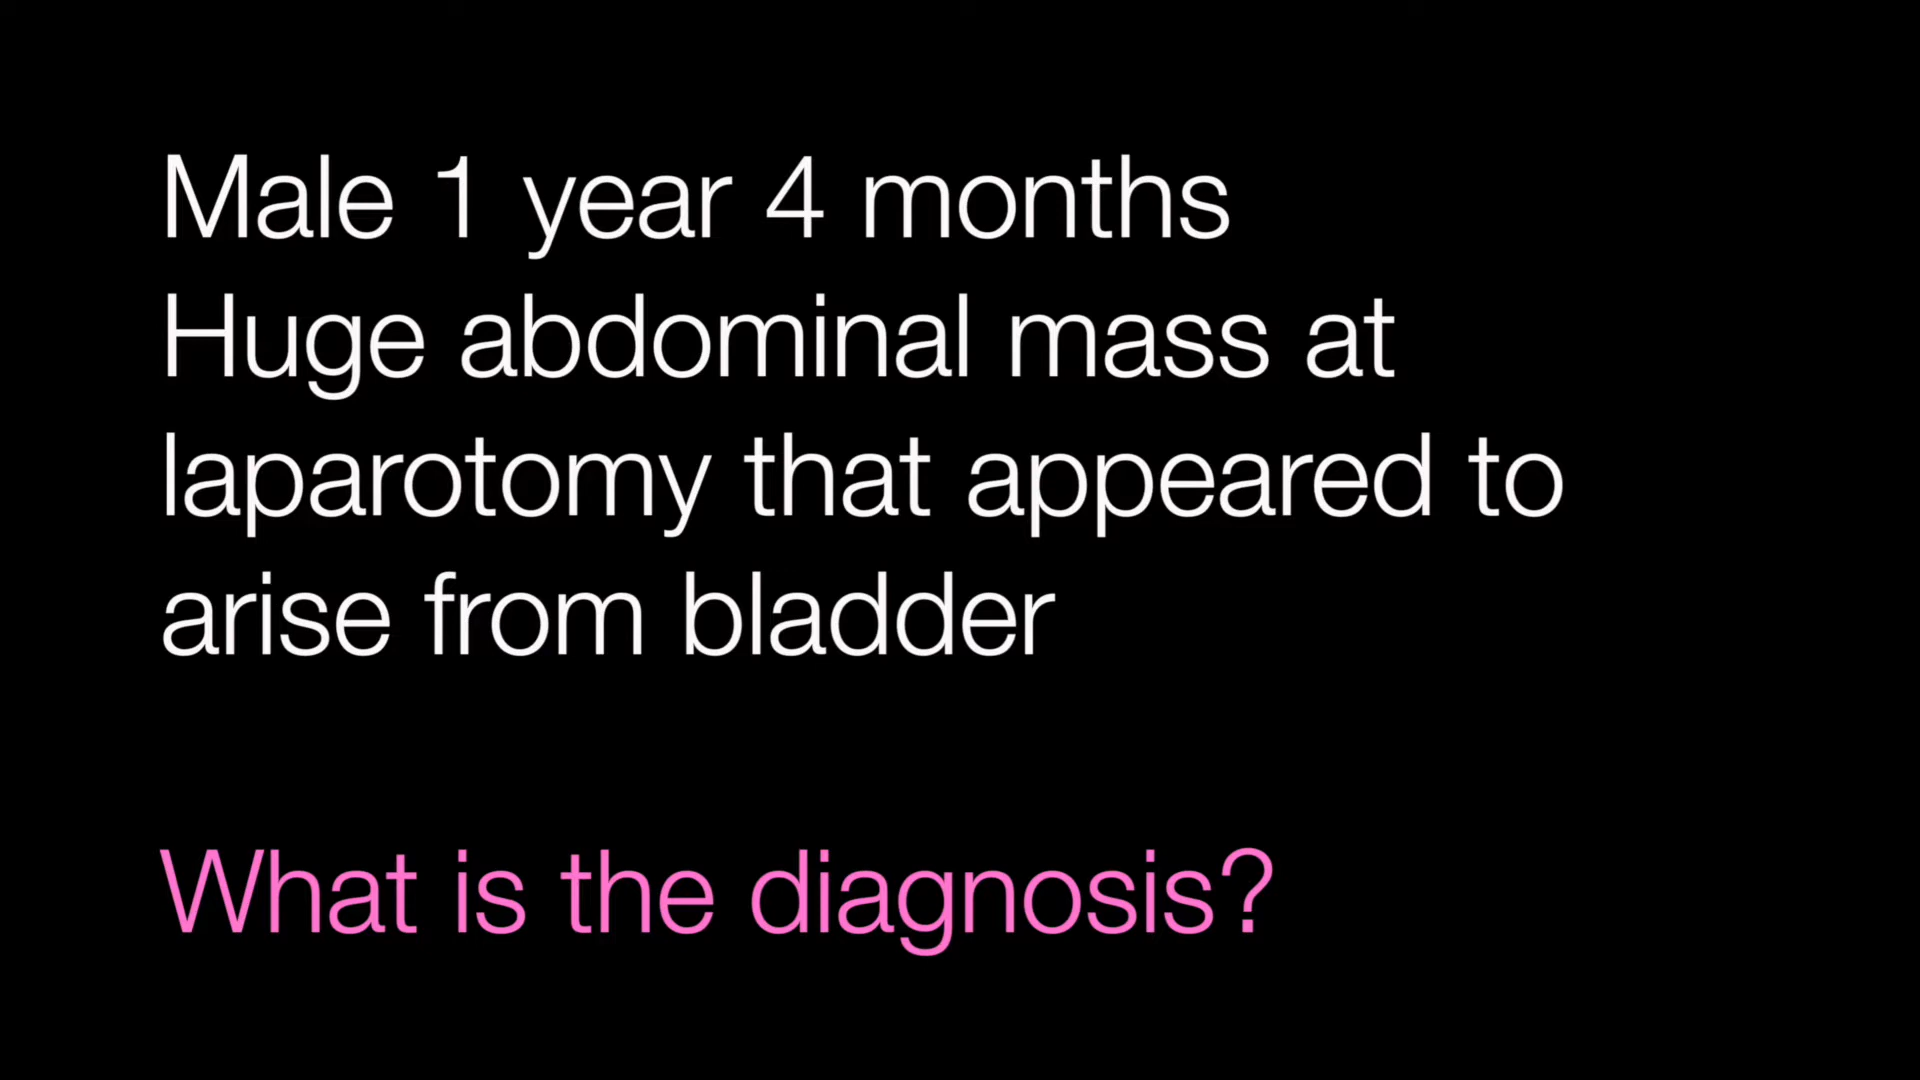 Male 1 year 4 months
Huge abdominal mass at
laparotomy that appeared to
arise from bladder
What is the diagnosis?